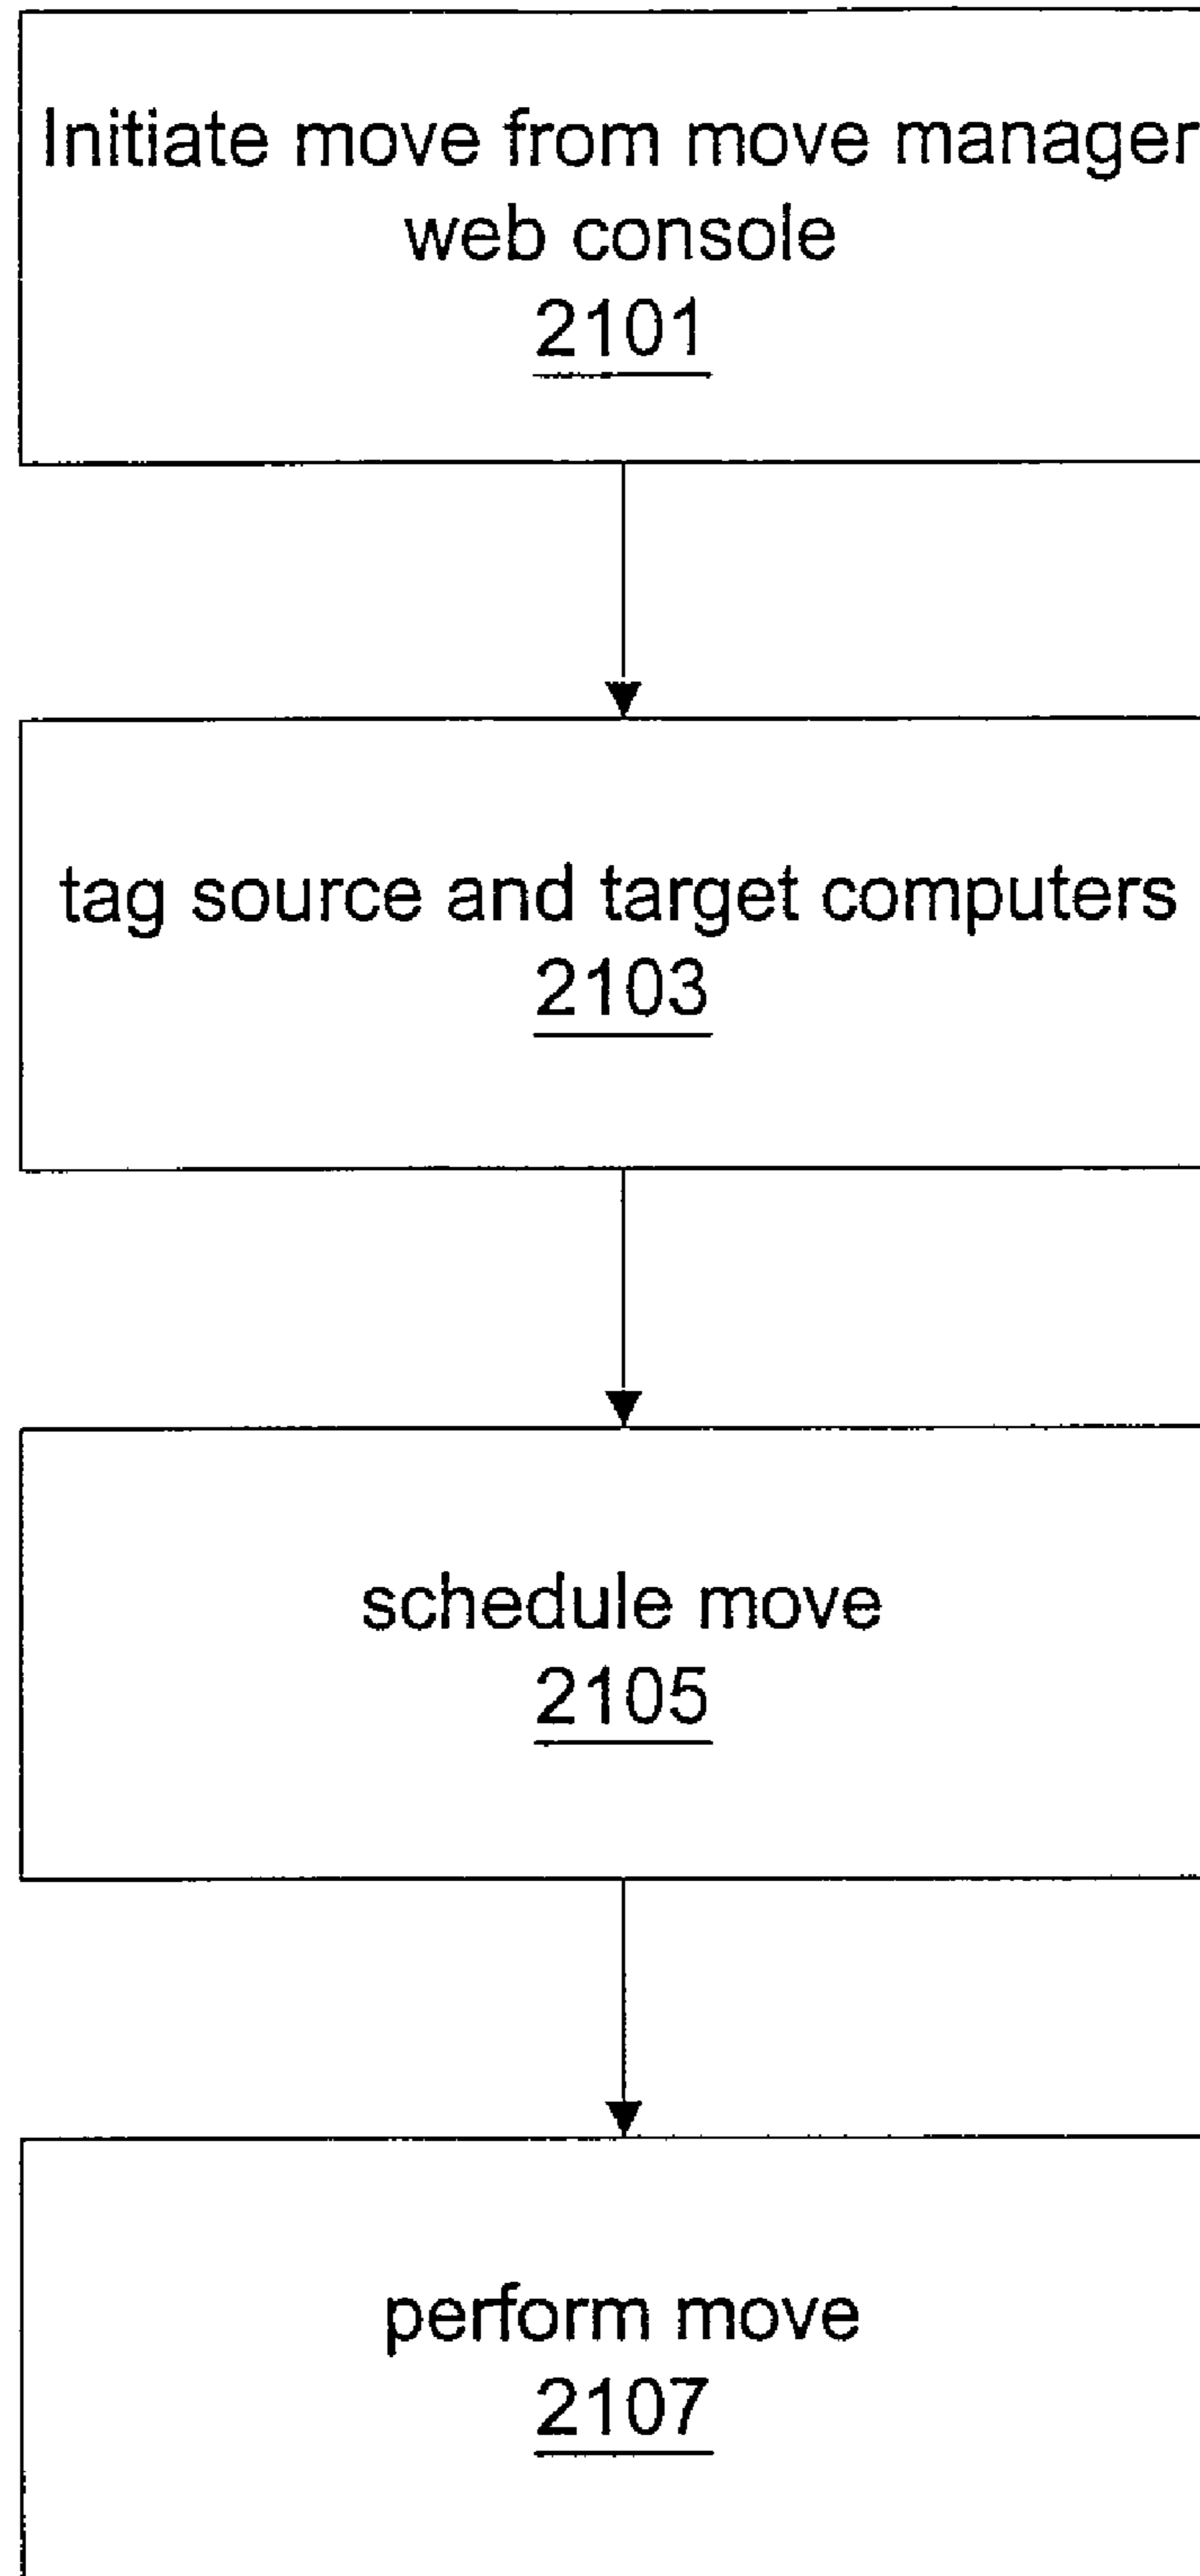 Initiate move from move manager
web console
2101
tag source and target computers
2103
schedule move
2105
perform move
2107